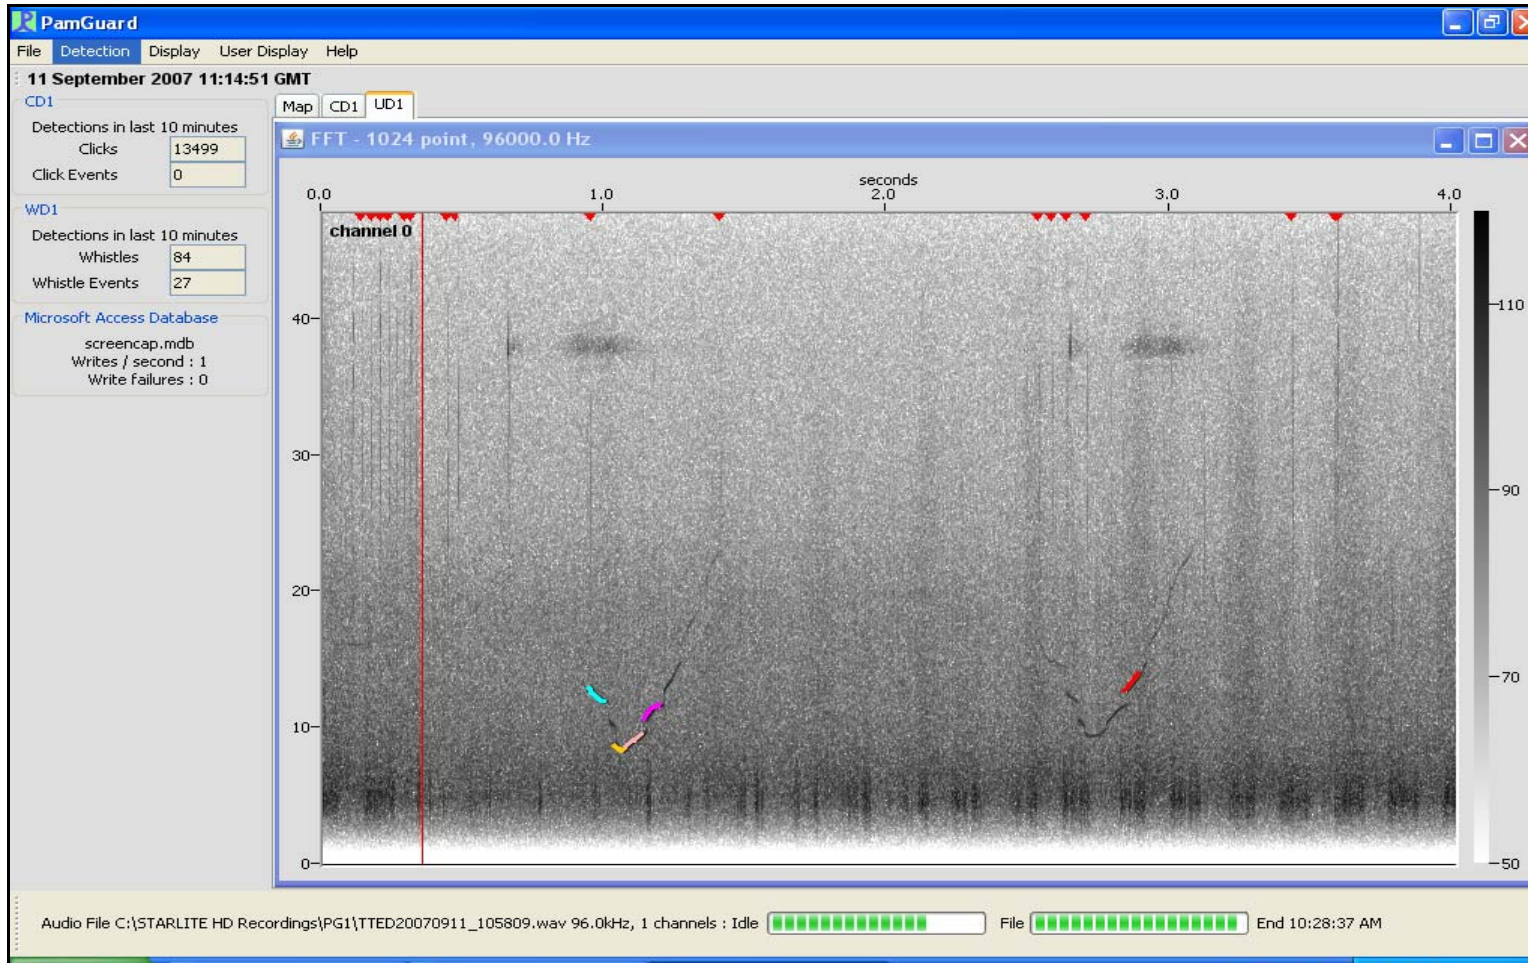 PamGuard
File Detection Display User Display Help
11 September 2007 11:14:51 GMT
CD1
Detections in last 10 minutes
Clicks 13499
Click Events 0
WD1
Detections in last 10 minutes
Whistles 84
Whistle Events 27
Microsoft Access Database
screencap.mdb
Writes / second : 1
Write failures : 0
Map CD1 UD1
FFT - 1024 point, 96000.0 Hz
seconds
0.0 1.0 2.0 3.0 4.0
channel 0
40
30
20
10
0
110
90
70
50
Audio File C:\STARLITE HD Recordings\PG1\TTED20070911_105809.wav 96.0kHz, 1 channels : Idle File End 10:28:37 AM